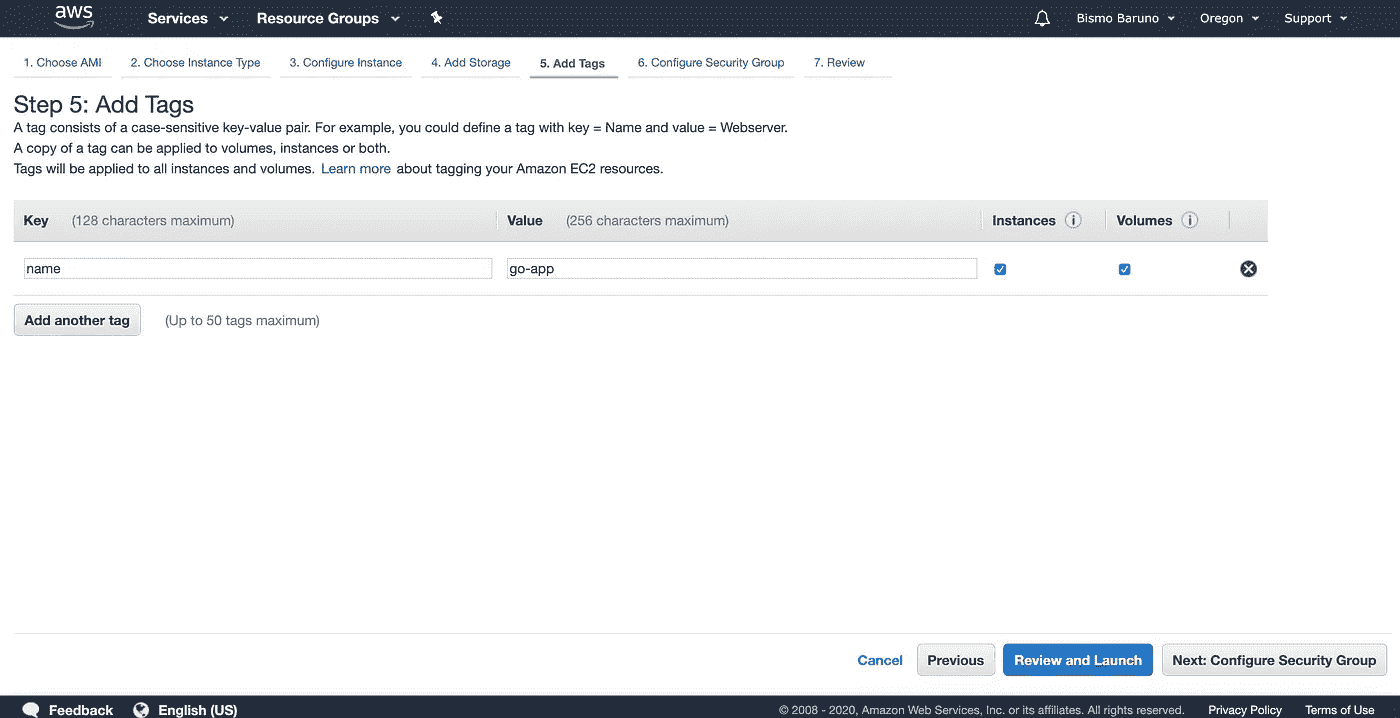 aws Services Resource Groups Bismo Baruno Oregon Support
1. Choose AMI 2. Choose Instance Type 3. Configure Instance 4. Add Storage 5. Add Tags 6. Configure Security Group 7. Review
Step 5: Add Tags
A tag consists of a case-sensitive key-value pair. For example, you could define a tag with key = Name and value = Webserver.
A copy of a tag can be applied to volumes, instances or both.
Tags will be applied to all instances and volumes. Learn more about tagging your Amazon EC2 resources.
Key (128 characters maximum) Value (256 characters maximum) Instances i Volumes i
name go-app
Add another tag (Up to 50 tags maximum)
Cancel Previous Review and Launch Next: Configure Security Group
Feedback English (US) © 2008 - 2020, Amazon Web Services, Inc. or its affiliates. All rights reserved. Privacy Policy Terms of Use